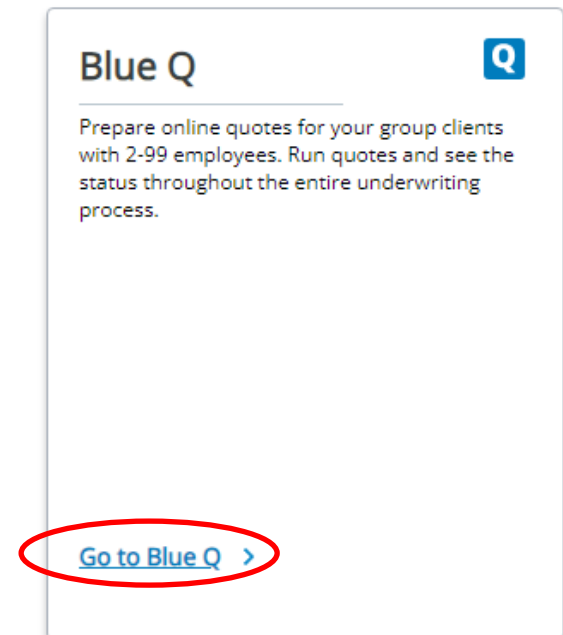 Blue Q
Q
Prepare online quotes for your group clients
with 2-99 employees. Run quotes and see the
status throughout the entire underwriting
process.
Go to Blue Q >